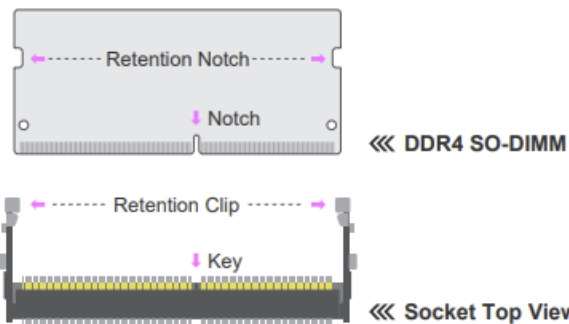 Retention Notch
Notch
<<< DDR4 SO-DIMM
Retention Clip
Key
<<< Socket Top View